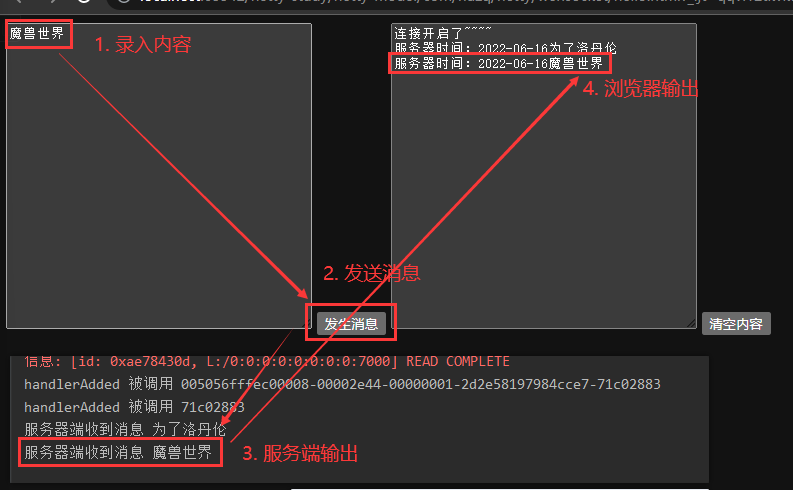 魔兽世界
1. 录入内容
连接开启了~~~~
服务器时间: 2022-06-16为了洛丹伦
服务器时间: 2022-06-16魔兽世界
4. 浏览器输出
2. 发送消息
发生消息
清空内容
信息: [id: 0xae78430d, L:/0:0:0:0:0:0:0:0:7000] READ COMPLETE
handlerAdded 被调用 005056fffec00008-00002e44-00000001-2d2e58197984cce7-71c02883
handlerAdded 被调用 71c02883
服务器端收到消息 为了洛丹伦
服务器端收到消息 魔兽世界
3. 服务端输出